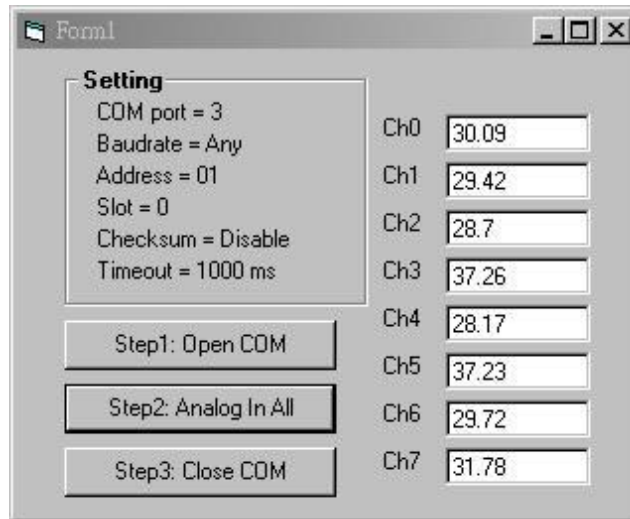 Form1
Setting
COM port = 3
Baudrate = Any
Address = 01
Slot = 0
Checksum = Disable
Timeout = 1000 ms
Step1: Open COM
Step2: Analog In All
Step3: Close COM
Ch0 30.09
Ch1 29.42
Ch2 28.7
Ch3 37.26
Ch4 28.17
Ch5 37.23
Ch6 29.72
Ch7 31.78